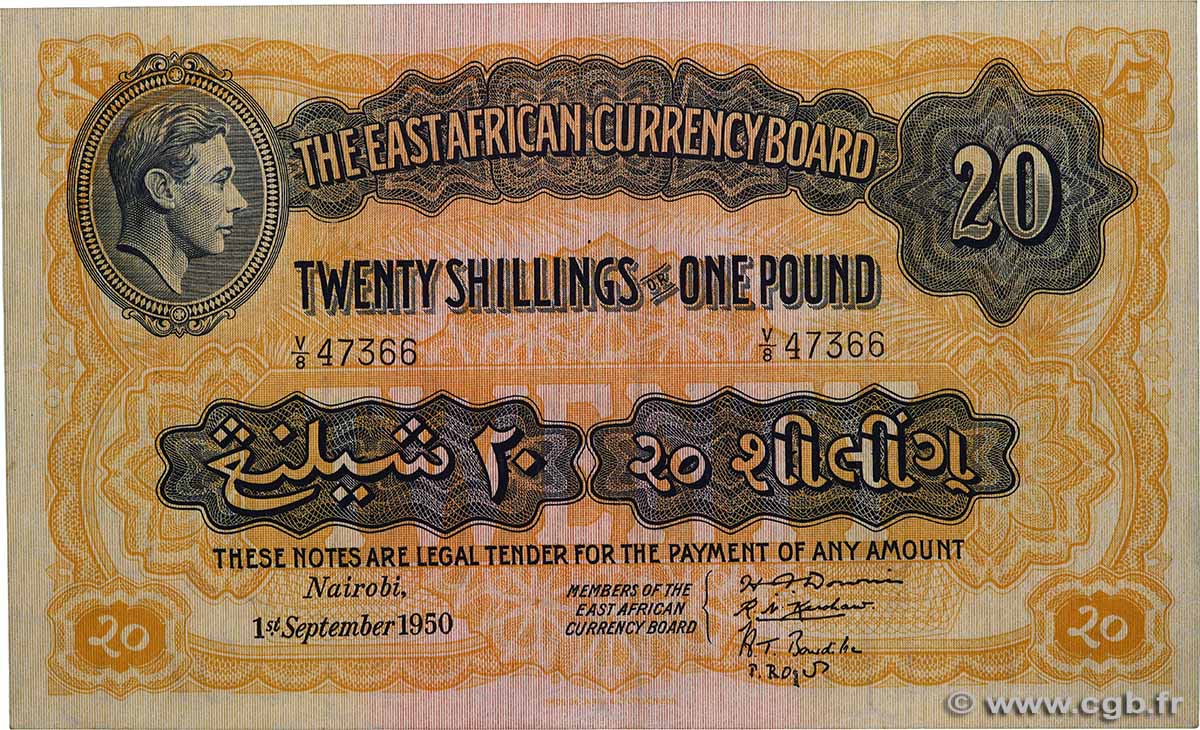 THE EAST AFRICAN CURRENCY BOARD
20
TWENTY SHILLINGS OR ONE POUND
V/8 47366
V/8 47366
شيلنج ٢٠
૨૦ શીલીંગ્
THESE NOTES ARE LEGAL TENDER FOR THE PAYMENT OF ANY AMOUNT
Nairobi,
1st September 1950
MEMBERS OF THE
EAST AFRICAN
CURRENCY BOARD
૨૦
૨૦
© www.cgb.fr